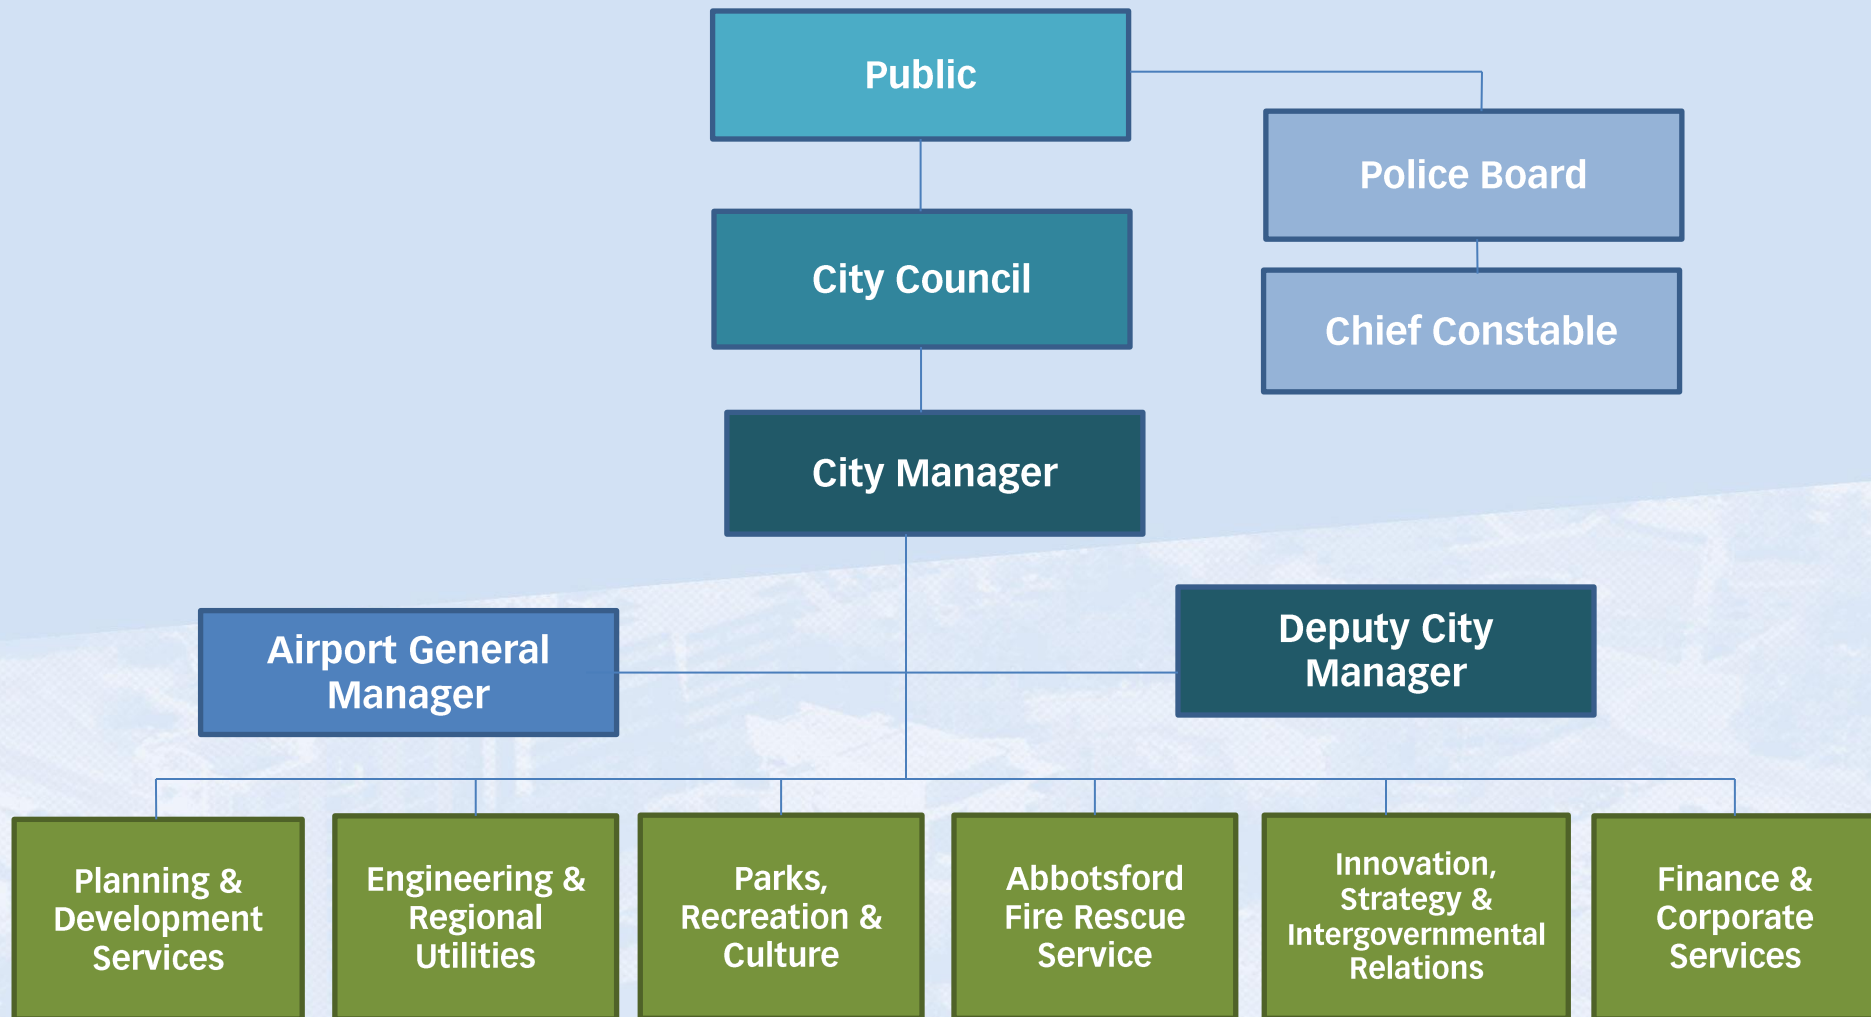 Public
Police Board
City Council
Chief Constable
City Manager
Airport General
Manager
Deputy City
Manager
Planning &
Development
Services
Engineering &
Regional
Utilities
Parks,
Recreation &
Culture
Abbotsford
Fire Rescue
Service
Innovation,
Strategy &
Intergovernmental
Relations
Finance &
Corporate
Services